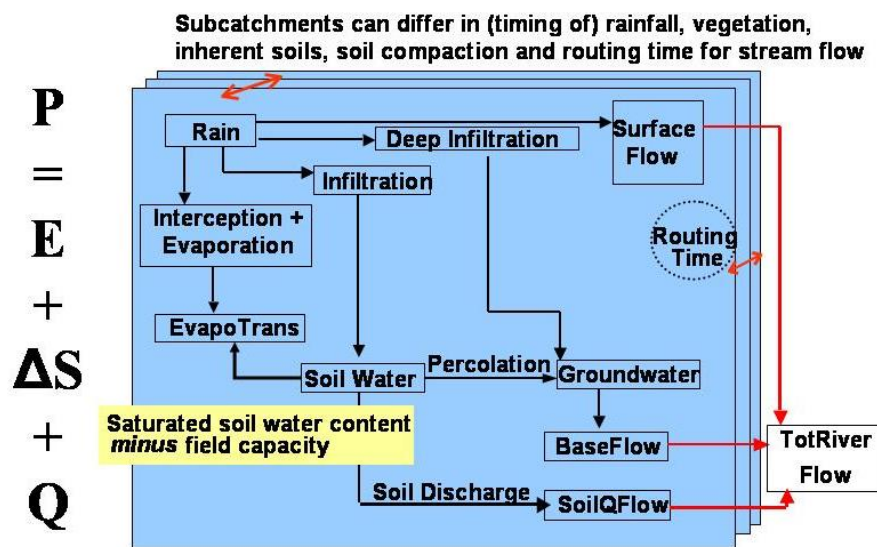 Subcatchments can differ in (timing of) rainfall, vegetation,
inherent soils, soil compaction and routing time for stream flow
P
=
E
+
ΔS
+
Q
Rain
Deep Infiltration
Surface
Flow
Infiltration
Interception +
Evaporation
Routing
Time
EvapoTrans
Soil Water
Percolation
Groundwater
Saturated soil water content
minus field capacity
BaseFlow
TotRiver
Flow
Soil Discharge
SoilQFlow